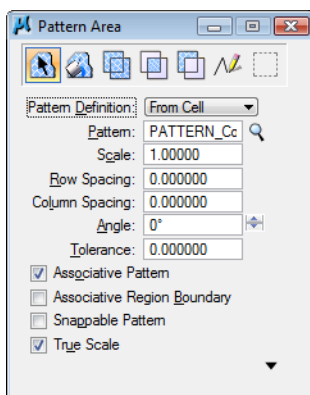 Pattern Area
Pattern Definition: From Cell
Pattern: PATTERN_Cc
Scale: 1.00000
Row Spacing: 0.000000
Column Spacing: 0.000000
Angle: 0°
Tolerance: 0.000000
Associative Pattern
Associative Region Boundary
Snappable Pattern
True Scale